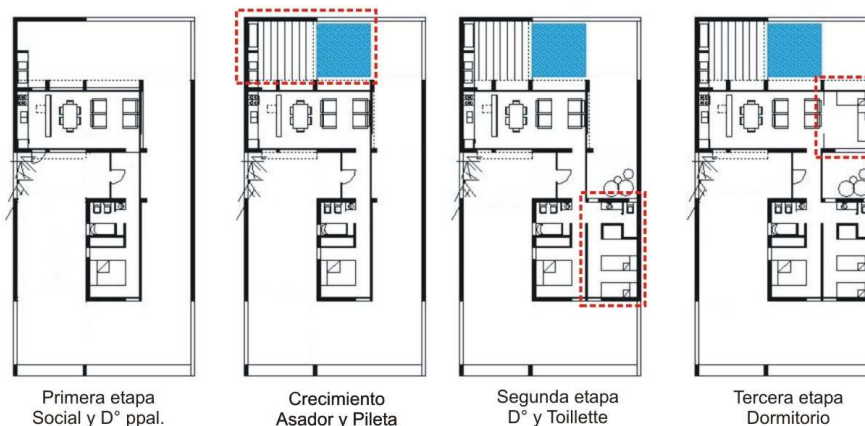 Primera etapa
Social y D° ppal.
Crecimiento
Asador y Pileta
Segunda etapa
D° y Toillette
Tercera etapa
Dormitorio